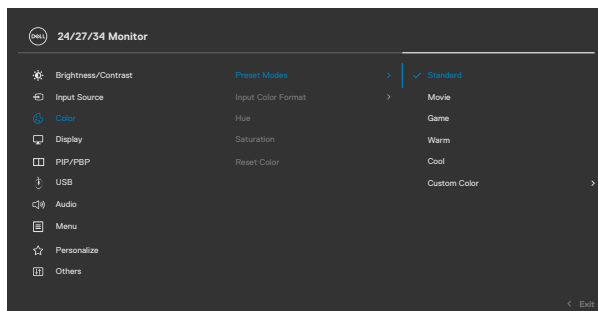 DELL 24/27/34 Monitor
Brightness/Contrast
Input Source
Color
Display
PIP/PBP
USB
Audio
Menu
Personalize
Others
Preset Modes >
Input Color Format >
Hue
Saturation
Reset Color
✓ Standard
Movie
Game
Warm
Cool
Custom Color >
< Exit